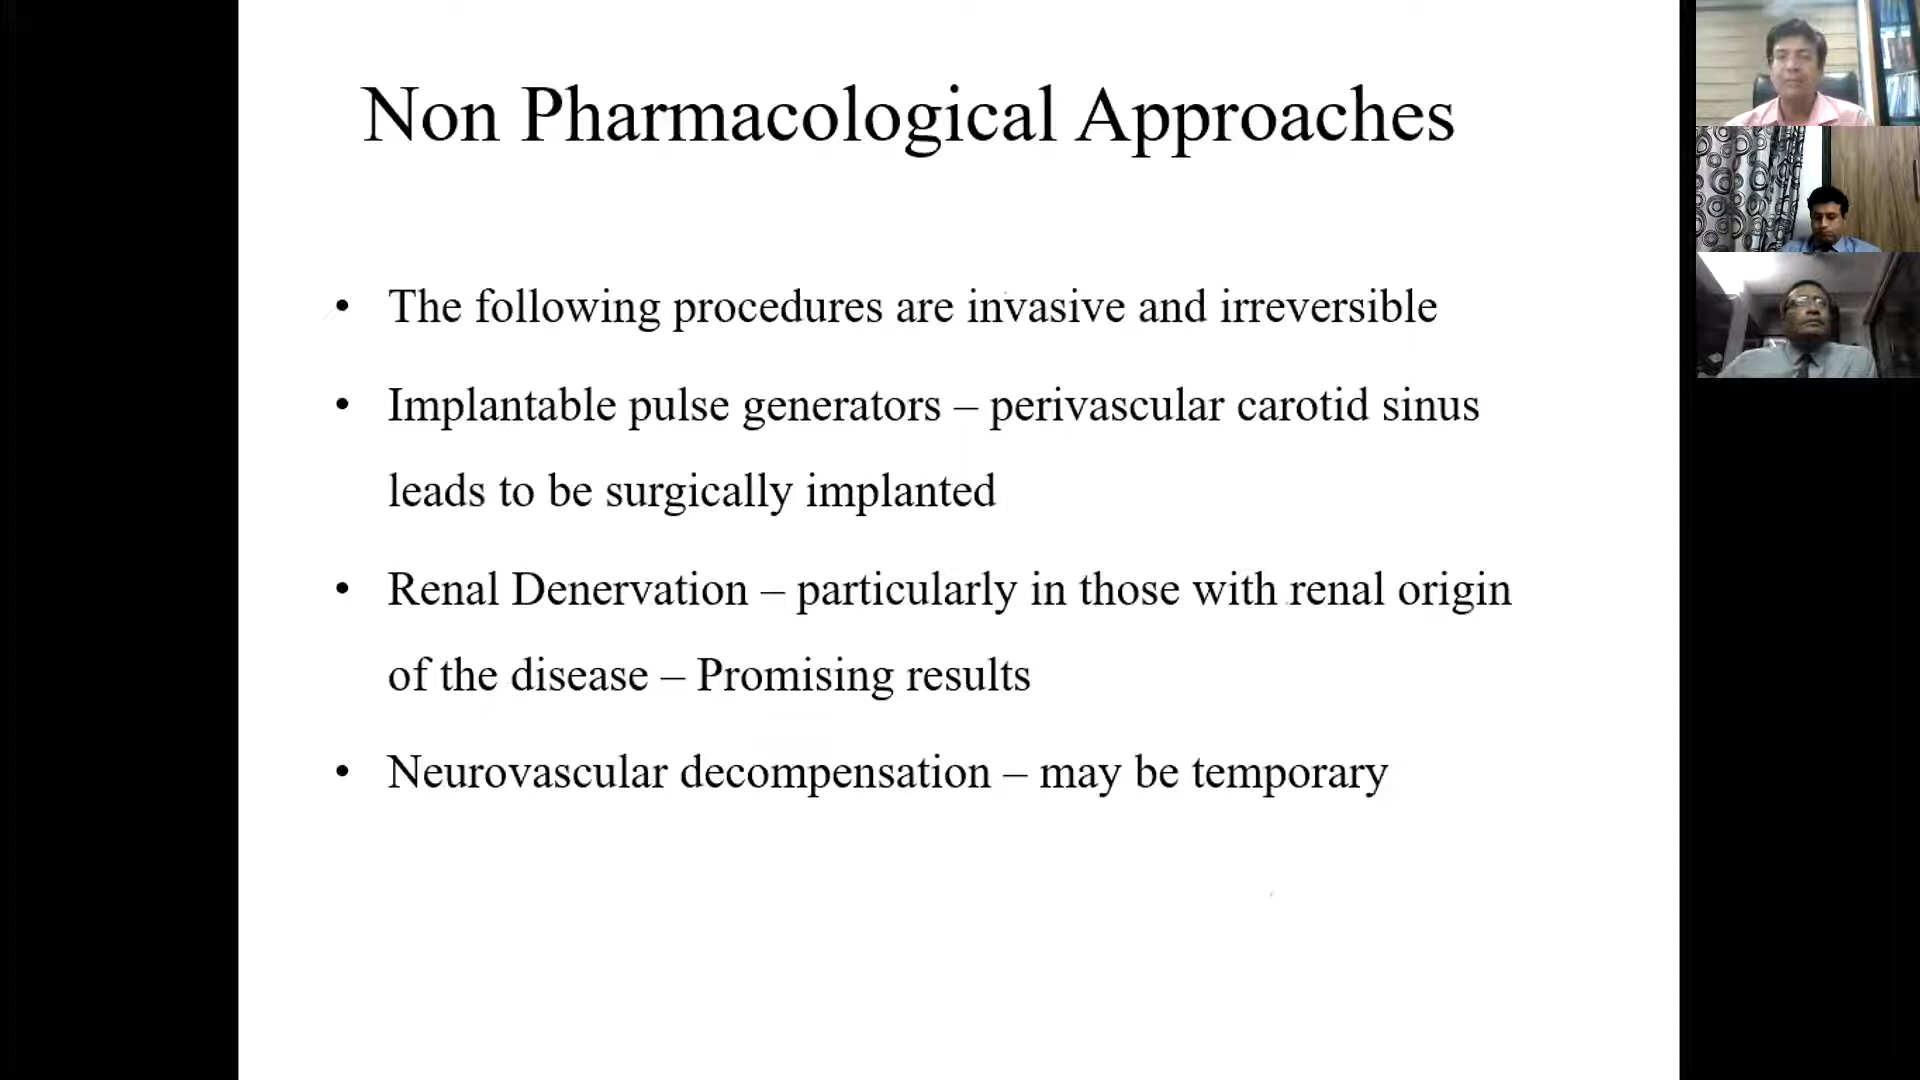 Non Pharmacological Approaches
• The following procedures are invasive and irreversible
• Implantable pulse generators – perivascular carotid sinus
leads to be surgically implanted
• Renal Denervation – particularly in those with renal origin
of the disease – Promising results
• Neurovascular decompensation – may be temporary